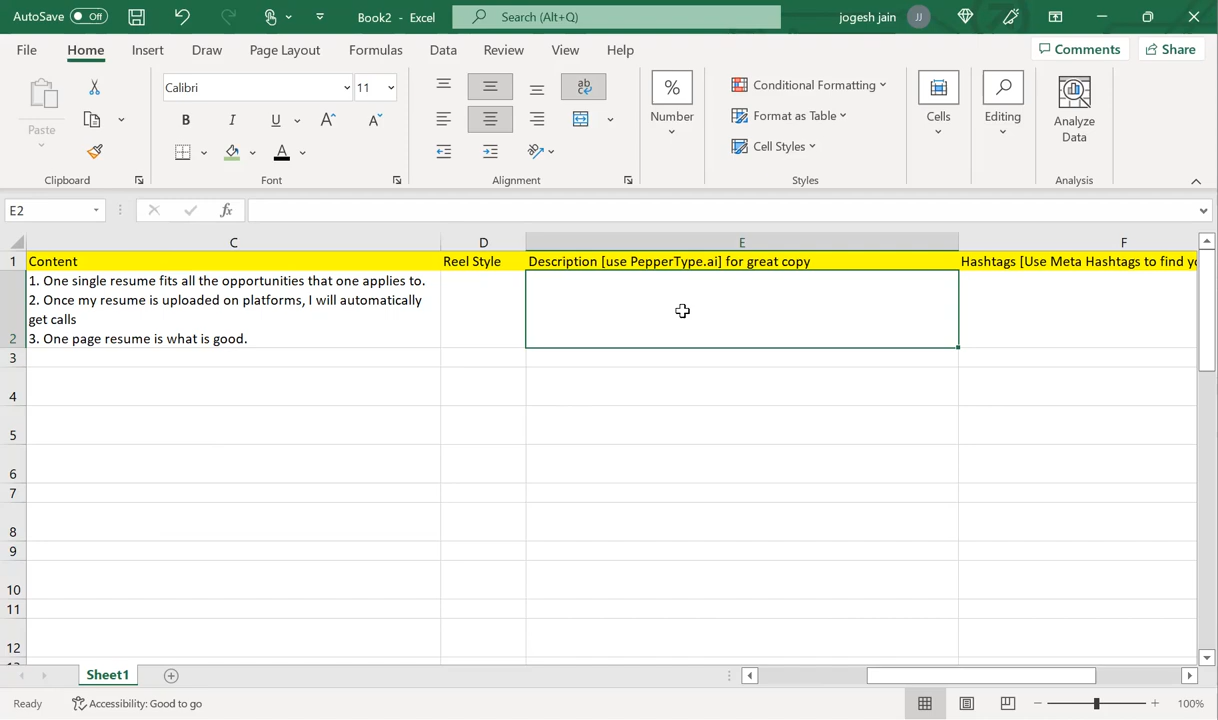 AutoSave Off Book2 - Excel Search (Alt+Q) jogesh jain JJ
File Home Insert Draw Page Layout Formulas Data Review View Help Comments Share
Paste
Clipboard
Calibri 11
B I U A A
A
Font
ab
c
Alignment
%
Number
Conditional Formatting
Format as Table
Cell Styles
Styles
Cells
Editing
Analyze
Data
Analysis
E2 fx
C D E F
1 Content Reel Style Description [use PepperType.ai] for great copy Hashtags [Use Meta Hashtags to find yo
1. One single resume fits all the opportunities that one applies to.
2. Once my resume is uploaded on platforms, I will automatically
get calls
2 3. One page resume is what is good.
3
4
5
6
7
8
9
10
11
12
Sheet1
Ready Accessibility: Good to go 100%